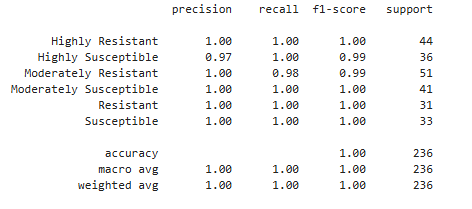 precision recall f1-score support
Highly Resistant 1.00 1.00 1.00 44
Highly Susceptible 0.97 1.00 0.99 36
Moderately Resistant 1.00 0.98 0.99 51
Moderately Susceptible 1.00 1.00 1.00 41
Resistant 1.00 1.00 1.00 31
Susceptible 1.00 1.00 1.00 33
accuracy 1.00 236
macro avg 1.00 1.00 1.00 236
weighted avg 1.00 1.00 1.00 236